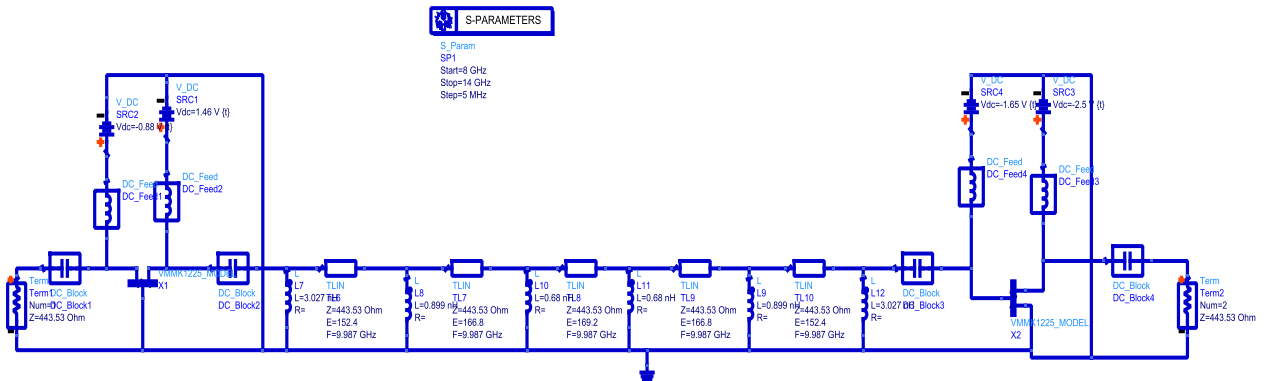 S-PARAMETERS
S_Param
SP1
Start=8 GHz
Stop=14 GHz
Step=5 MHz
V_DC
SRC2
Vdc=-0.88 V {t}
V_DC
SRC1
Vdc=1.46 V {t}
DC_Feed
DC_Feed1
DC_Feed
DC_Feed2
V_DC
SRC4
Vdc=-1.65 V {t}
V_DC
SRC3
Vdc=-2.5 V {t}
DC_Feed
DC_Feed4
DC_Feed
DC_Feed3
Term
Term1
Num=1
Z=443.53 Ohm
DC_Block
DC_Block1
VMMK1225_MODEL
X1
DC_Block
DC_Block2
L
L7
L=3.027 nH
R=
TLIN
TL6
Z=443.53 Ohm
E=152.4
F=9.987 GHz
L
L8
L=0.899 nH
R=
TLIN
TL7
Z=443.53 Ohm
E=166.8
F=9.987 GHz
L
L10
L=0.68 nH
R=
TLIN
TL8
Z=443.53 Ohm
E=169.2
F=9.987 GHz
L
L11
L=0.68 nH
R=
TLIN
TL9
Z=443.53 Ohm
E=166.8
F=9.987 GHz
L
L9
L=0.899 nH
R=
TLIN
TL10
Z=443.53 Ohm
E=152.4
F=9.987 GHz
L
L12
L=3.027 nH
R=
DC_Block
DC_Block3
VMMK1225_MODEL
X2
DC_Block
DC_Block4
Term
Term2
Num=2
Z=443.53 Ohm